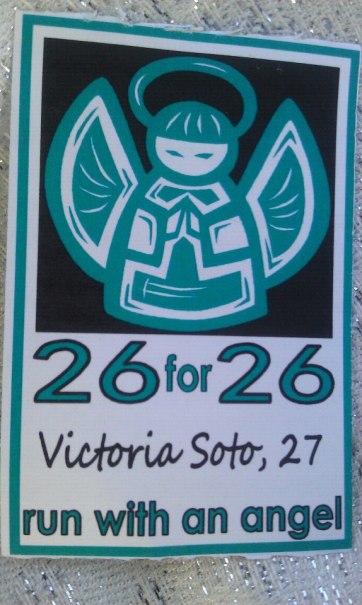 26 for 26
Victoria Soto, 27
run with an angel